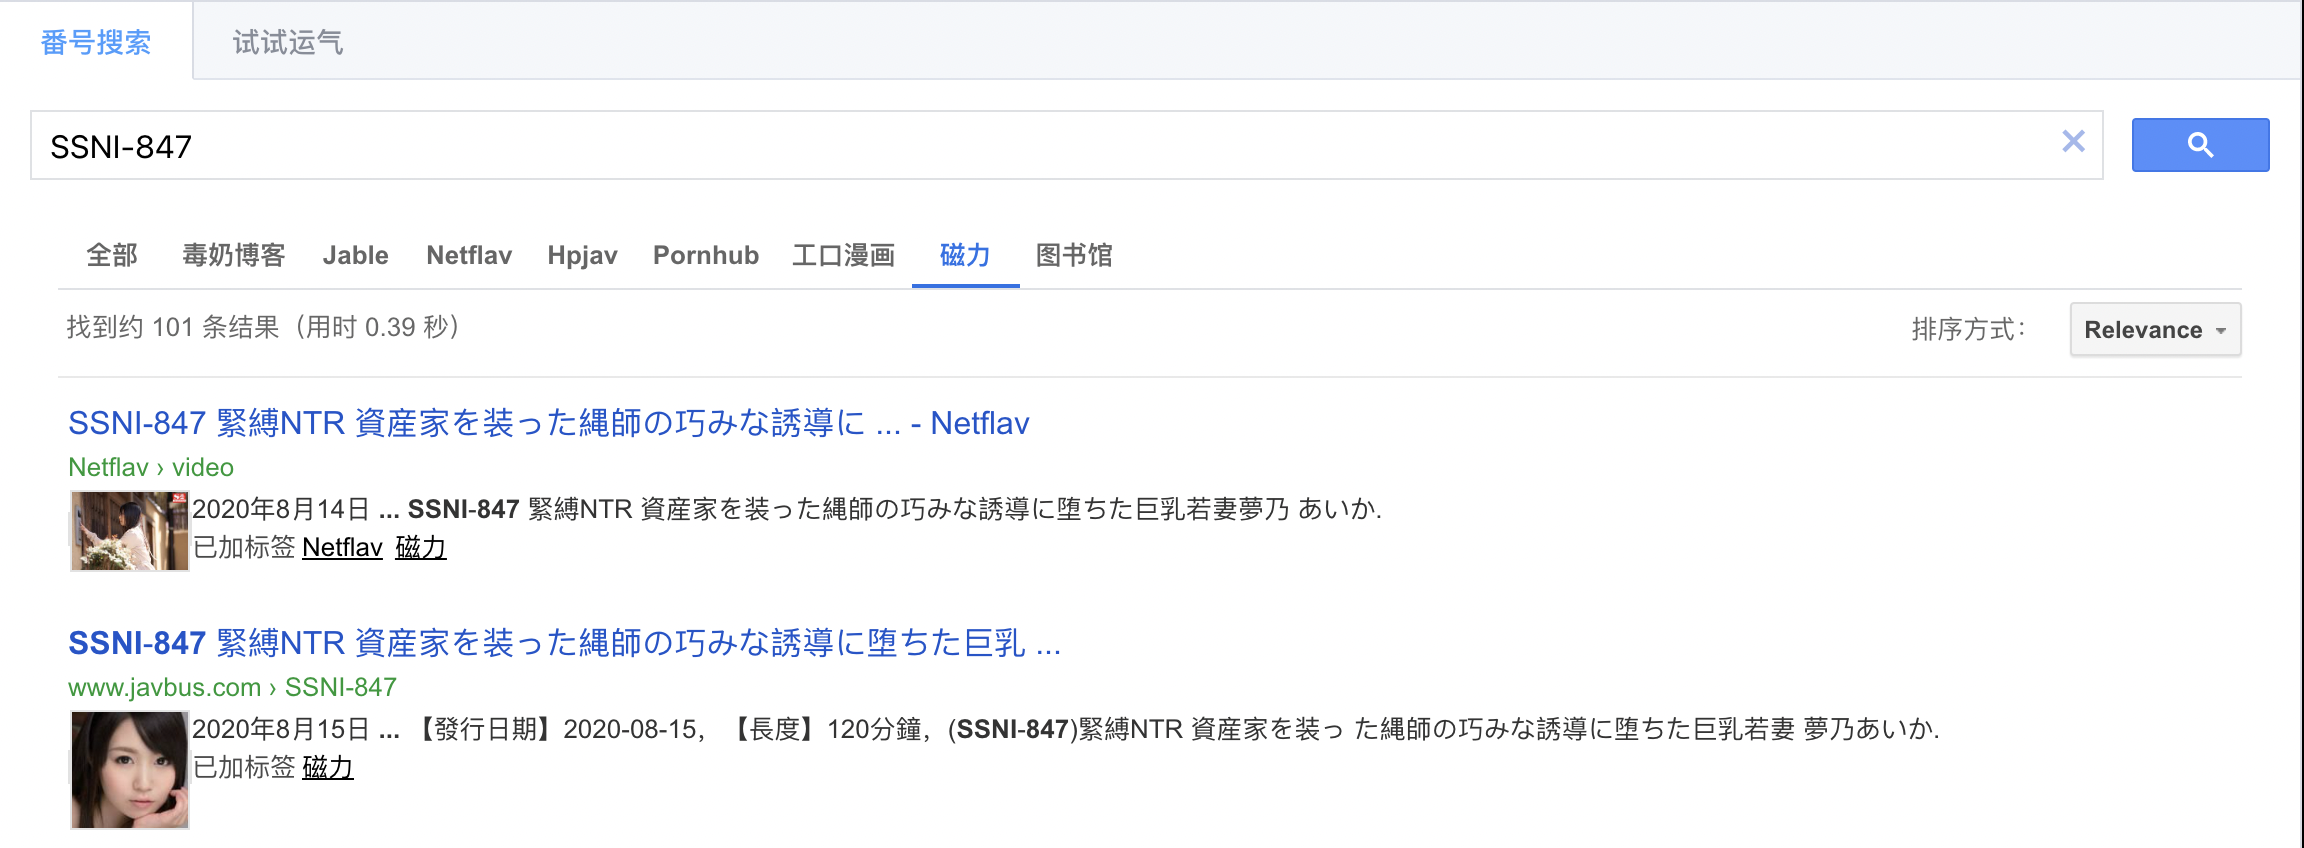 番号搜索 试试运气
SSNI-847
全部 毒奶博客 Jable Netflav Hpjav Pornhub 工口漫画 磁力 图书馆
找到约 101 条结果（用时 0.39 秒） 排序方式： Relevance
SSNI-847 緊縛NTR 資産家を装った縄師の巧みな誘導に ... - Netflav
Netflav › video
2020年8月14日 ... SSNI-847 緊縛NTR 資産家を装った縄師の巧みな誘導に堕ちた巨乳若妻夢乃 あいか.
已加标签 Netflav 磁力
SSNI-847 緊縛NTR 資産家を装った縄師の巧みな誘導に堕ちた巨乳 ...
www.javbus.com › SSNI-847
2020年8月15日 ... 【發行日期】2020-08-15，【長度】120分鐘，(SSNI-847)緊縛NTR 資産家を装っ た縄師の巧みな誘導に堕ちた巨乳若妻 夢乃あいか.
已加标签 磁力